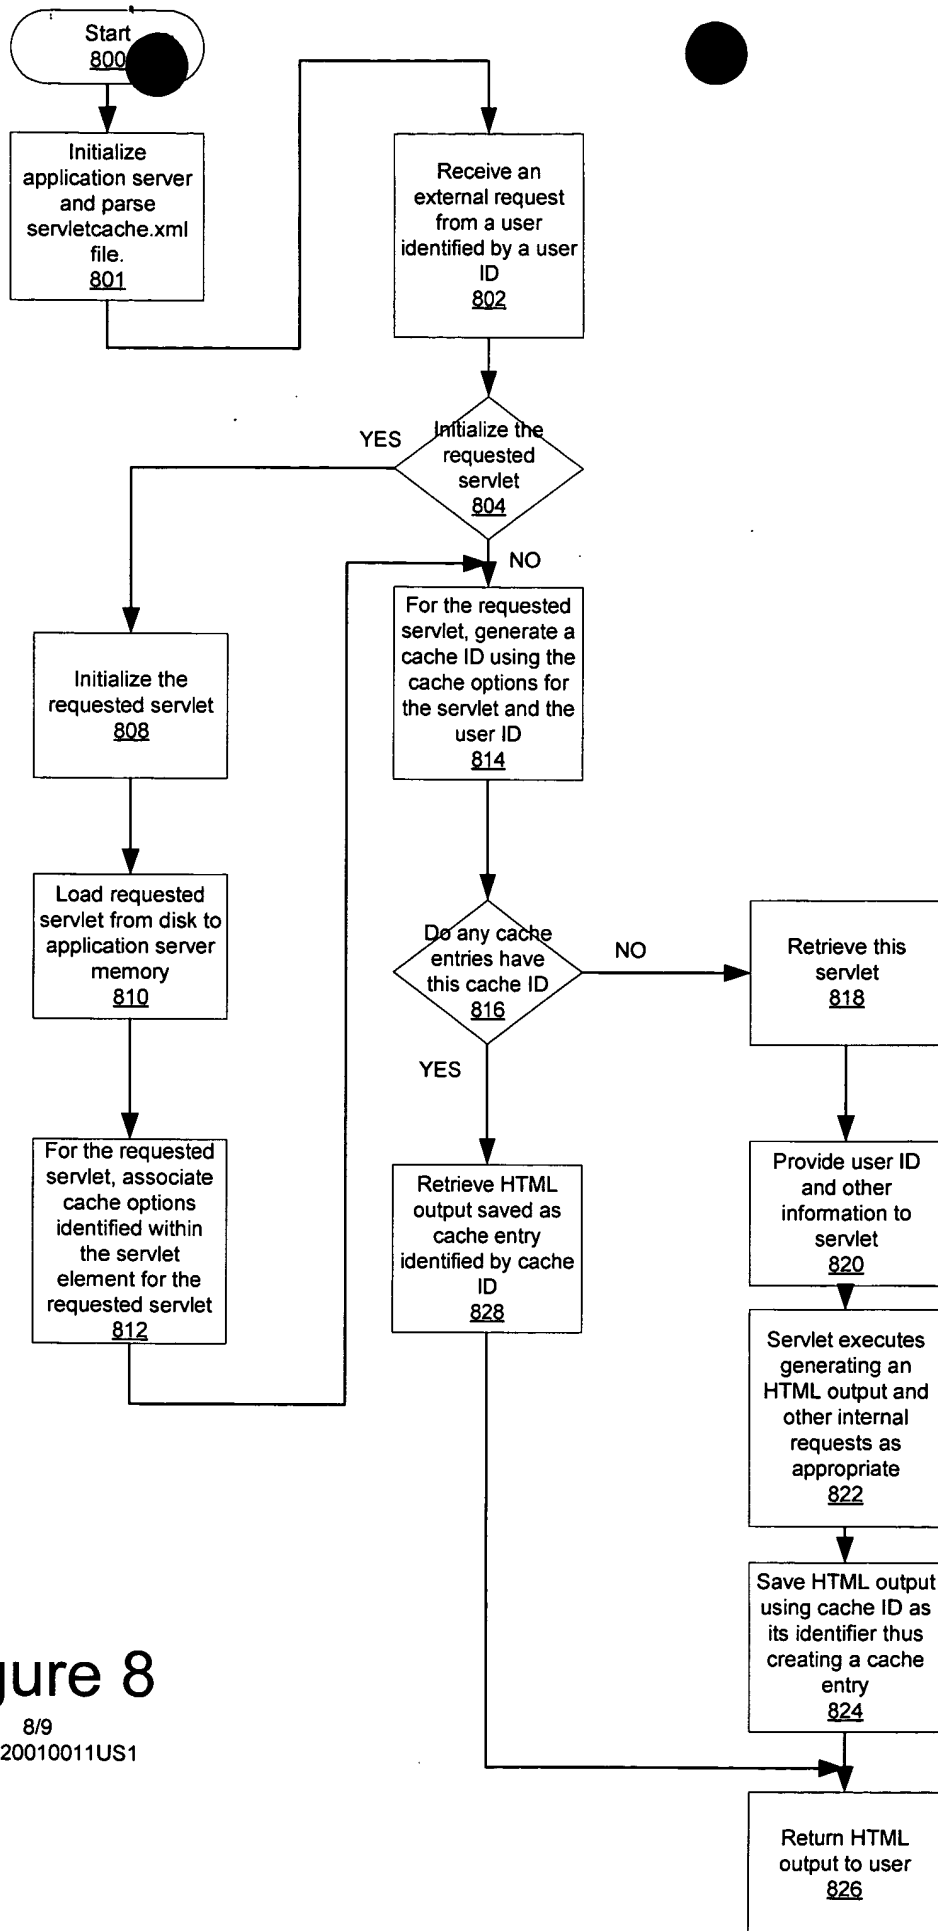 Start
800
Initialize
application server
and parse
servletcache.xml
file.
801
Receive an
external request
from a user
identified by a user
ID
802
YES
Initialize the
requested
servlet
804
NO
Initialize the
requested servlet
808
For the requested
servlet, generate a
cache ID using the
cache options for
the servlet and the
user ID
814
Load requested
servlet from disk to
application server
memory
810
Do any cache
entries have
this cache ID
816
NO
YES
Retrieve this
servlet
818
For the requested
servlet, associate
cache options
identified within
the servlet
element for the
requested servlet
812
Retrieve HTML
output saved as
cache entry
identified by cache
ID
828
Provide user ID
and other
information to
servlet
820
Servlet executes
generating an
HTML output and
other internal
requests as
appropriate
822
Save HTML output
using cache ID as
its identifier thus
creating a cache
entry
824
Return HTML
output to user
826
gure 8
8/9
20010011US1